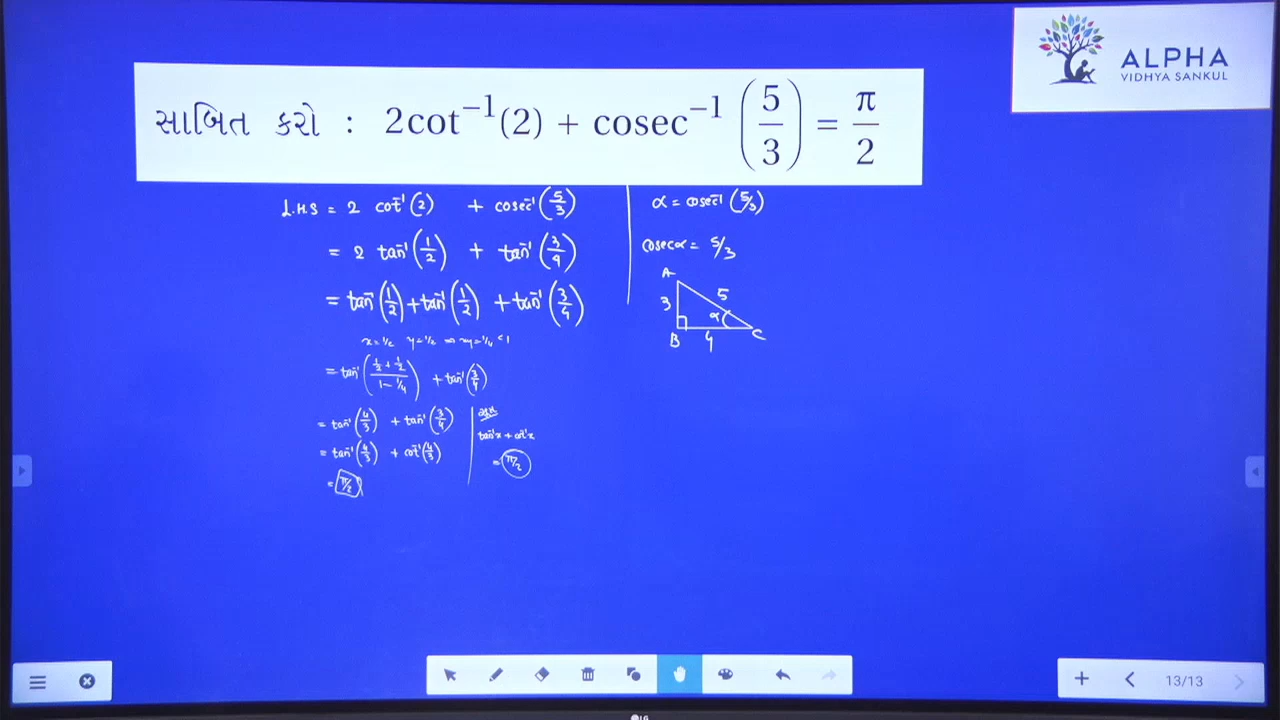 ALPHA
VIDHYA SANKUL
સાબિત કરો : 2cot⁻¹(2) + cosec⁻¹ (5/3) = π/2
L.H.S = 2 cot⁻¹(2) + cosec⁻¹(5/3)
= 2 tan⁻¹(1/2) + tan⁻¹(3/4)
= tan⁻¹(1/2) + tan⁻¹(1/2) + tan⁻¹(3/4)
x = 1/2 y = 1/2 ⇒ xy = 1/4 < 1
= tan⁻¹((1/2 + 1/2)/(1 - 1/4)) + tan⁻¹(3/4)
= tan⁻¹(4/3) + tan⁻¹(3/4)
= tan⁻¹(4/3) + cot⁻¹(4/3)
= π/2
tan⁻¹x + cot⁻¹x
= π/2
α = cosec⁻¹(5/3)
cosec α = 5/3
A
3 5
α
B 4 C
13/13
LG